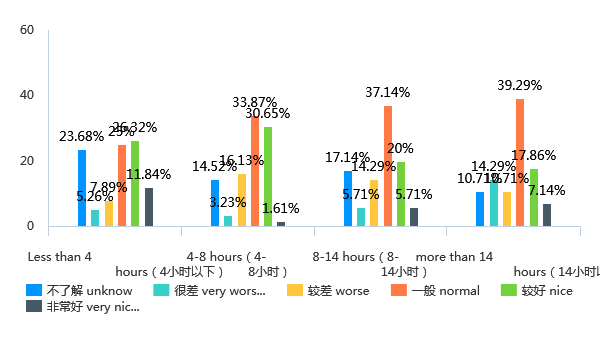 60
40
20
0
23.68%
5.26%
7.89%
25%
26.32%
11.84%
14.52%
3.23%
16.13%
33.87%
30.65%
1.61%
17.14%
5.71%
14.29%
37.14%
20%
5.71%
10.71%
14.29%
10.71%
39.29%
17.86%
7.14%
Less than 4
hours（4小时以下）
4-8 hours（4-
8小时）
8-14 hours（8-
14小时）
more than 14
hours（14小时以
不了解 unknow
很差 very wors...
较差 worse
一般 normal
较好 nice
非常好 very nic...